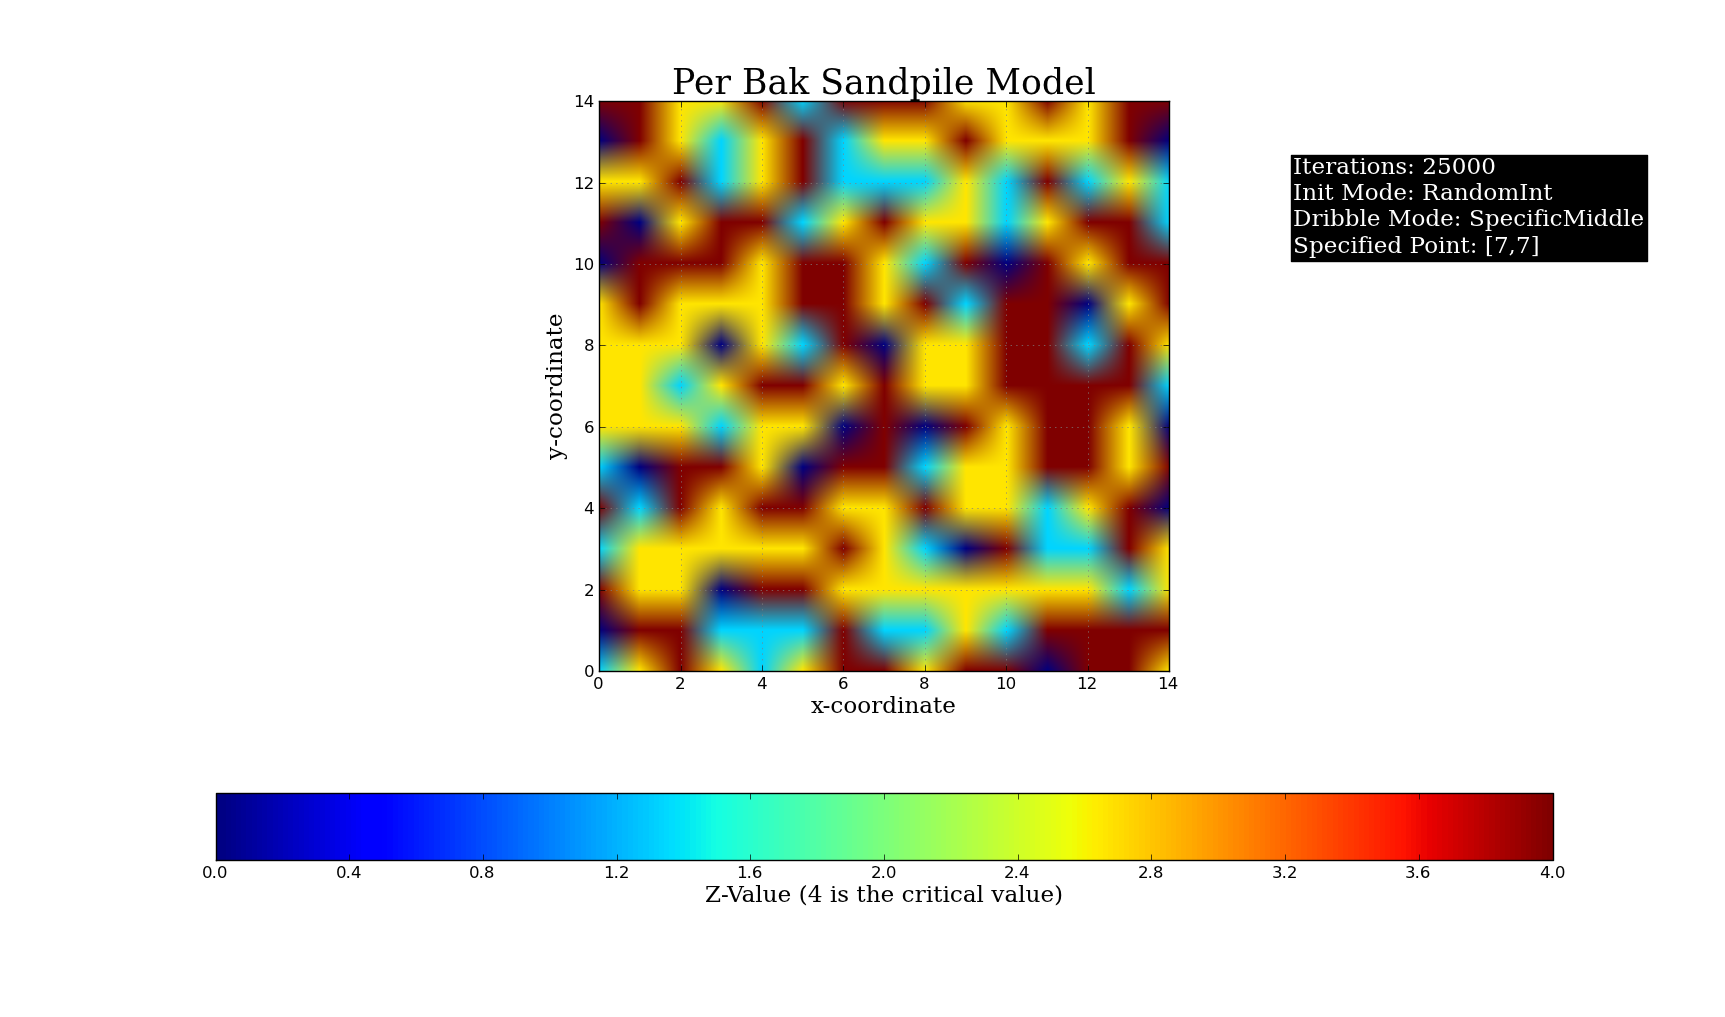 Per Bak Sandpile Model
14
12
10
8
6
4
2
0
y-coordinate
0 2 4 6 8 10 12 14
x-coordinate
Iterations: 25000
Init Mode: RandomInt
Dribble Mode: SpecificMiddle
Specified Point: [7,7]
0.0 0.4 0.8 1.2 1.6 2.0 2.4 2.8 3.2 3.6 4.0
Z-Value (4 is the critical value)